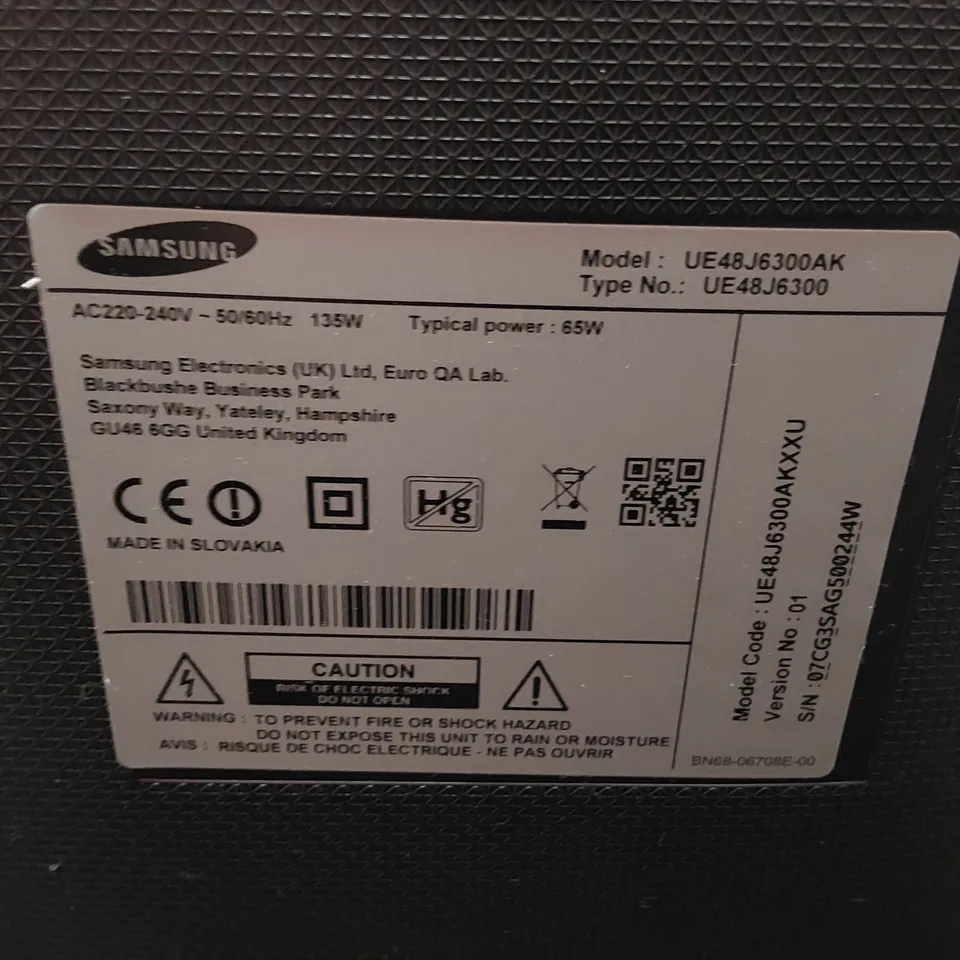 SAMSUNG
Model : UE48J6300AK
Type No.: UE48J6300
AC220-240V ~ 50/60Hz 135W Typical power : 65W
Samsung Electronics (UK) Ltd, Euro QA Lab.
Blackbushe Business Park
Saxony Way, Yateley, Hampshire
GU46 6GG United Kingdom
CE
Hg
MADE IN SLOVAKIA
CAUTION
RISK OF ELECTRIC SHOCK
DO NOT OPEN
WARNING : TO PREVENT FIRE OR SHOCK HAZARD
DO NOT EXPOSE THIS UNIT TO RAIN OR MOISTURE
AVIS : RISQUE DE CHOC ELECTRIQUE - NE PAS OUVRIR
Model Code : UE48J6300AKXXU
Version No : 01
S/N : 07CG3SAG500244W
BN68-06708E-00